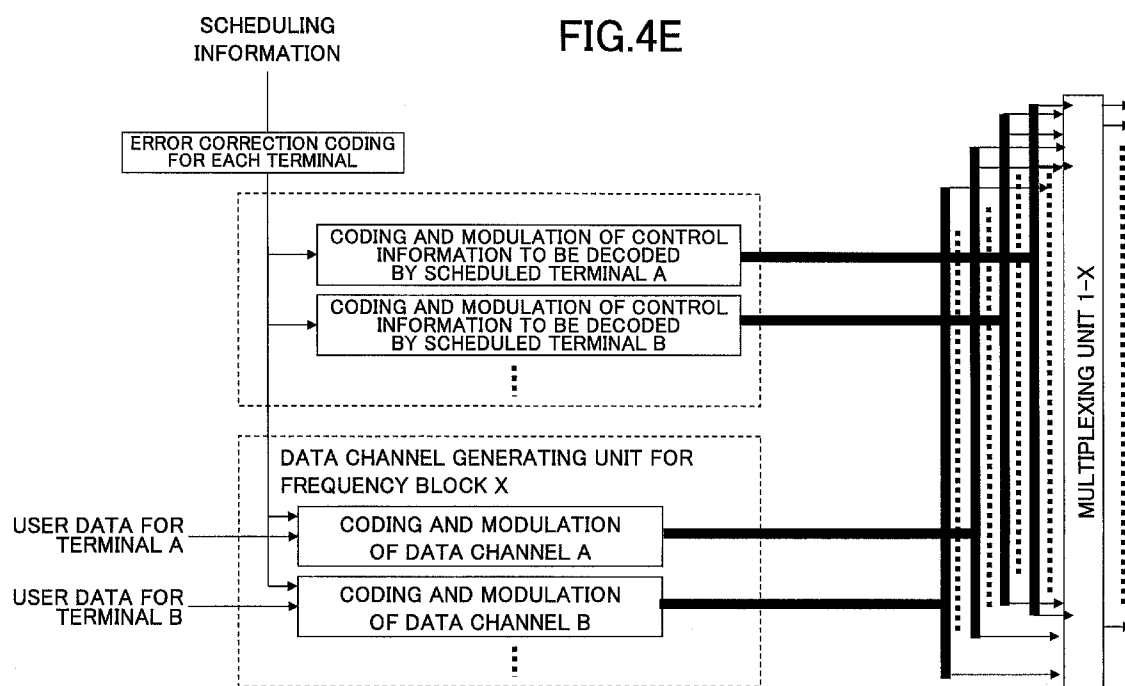 SCHEDULING
INFORMATION
FIG.4E
ERROR CORRECTION CODING
FOR EACH TERMINAL
CODING AND MODULATION OF CONTROL
INFORMATION TO BE DECODED
BY SCHEDULED TERMINAL A
CODING AND MODULATION OF CONTROL
INFORMATION TO BE DECODED
BY SCHEDULED TERMINAL B
DATA CHANNEL GENERATING UNIT FOR
FREQUENCY BLOCK X
USER DATA FOR
TERMINAL A
CODING AND MODULATION
OF DATA CHANNEL A
USER DATA FOR
TERMINAL B
CODING AND MODULATION
OF DATA CHANNEL B
MULTIPLEXING UNIT 1-X